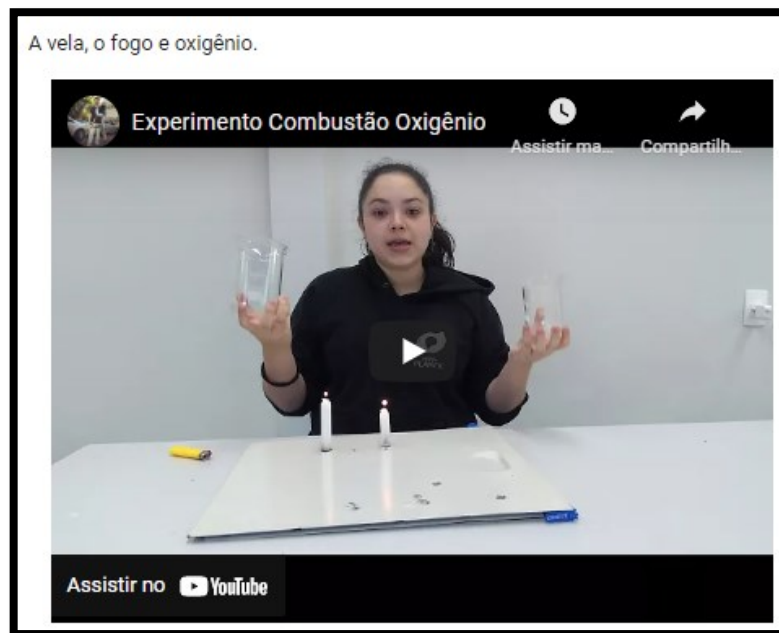 A vela, o fogo e oxigênio.
Experimento Combustão Oxigênio
Assistir ma...
Compartilh...
Assistir no YouTube